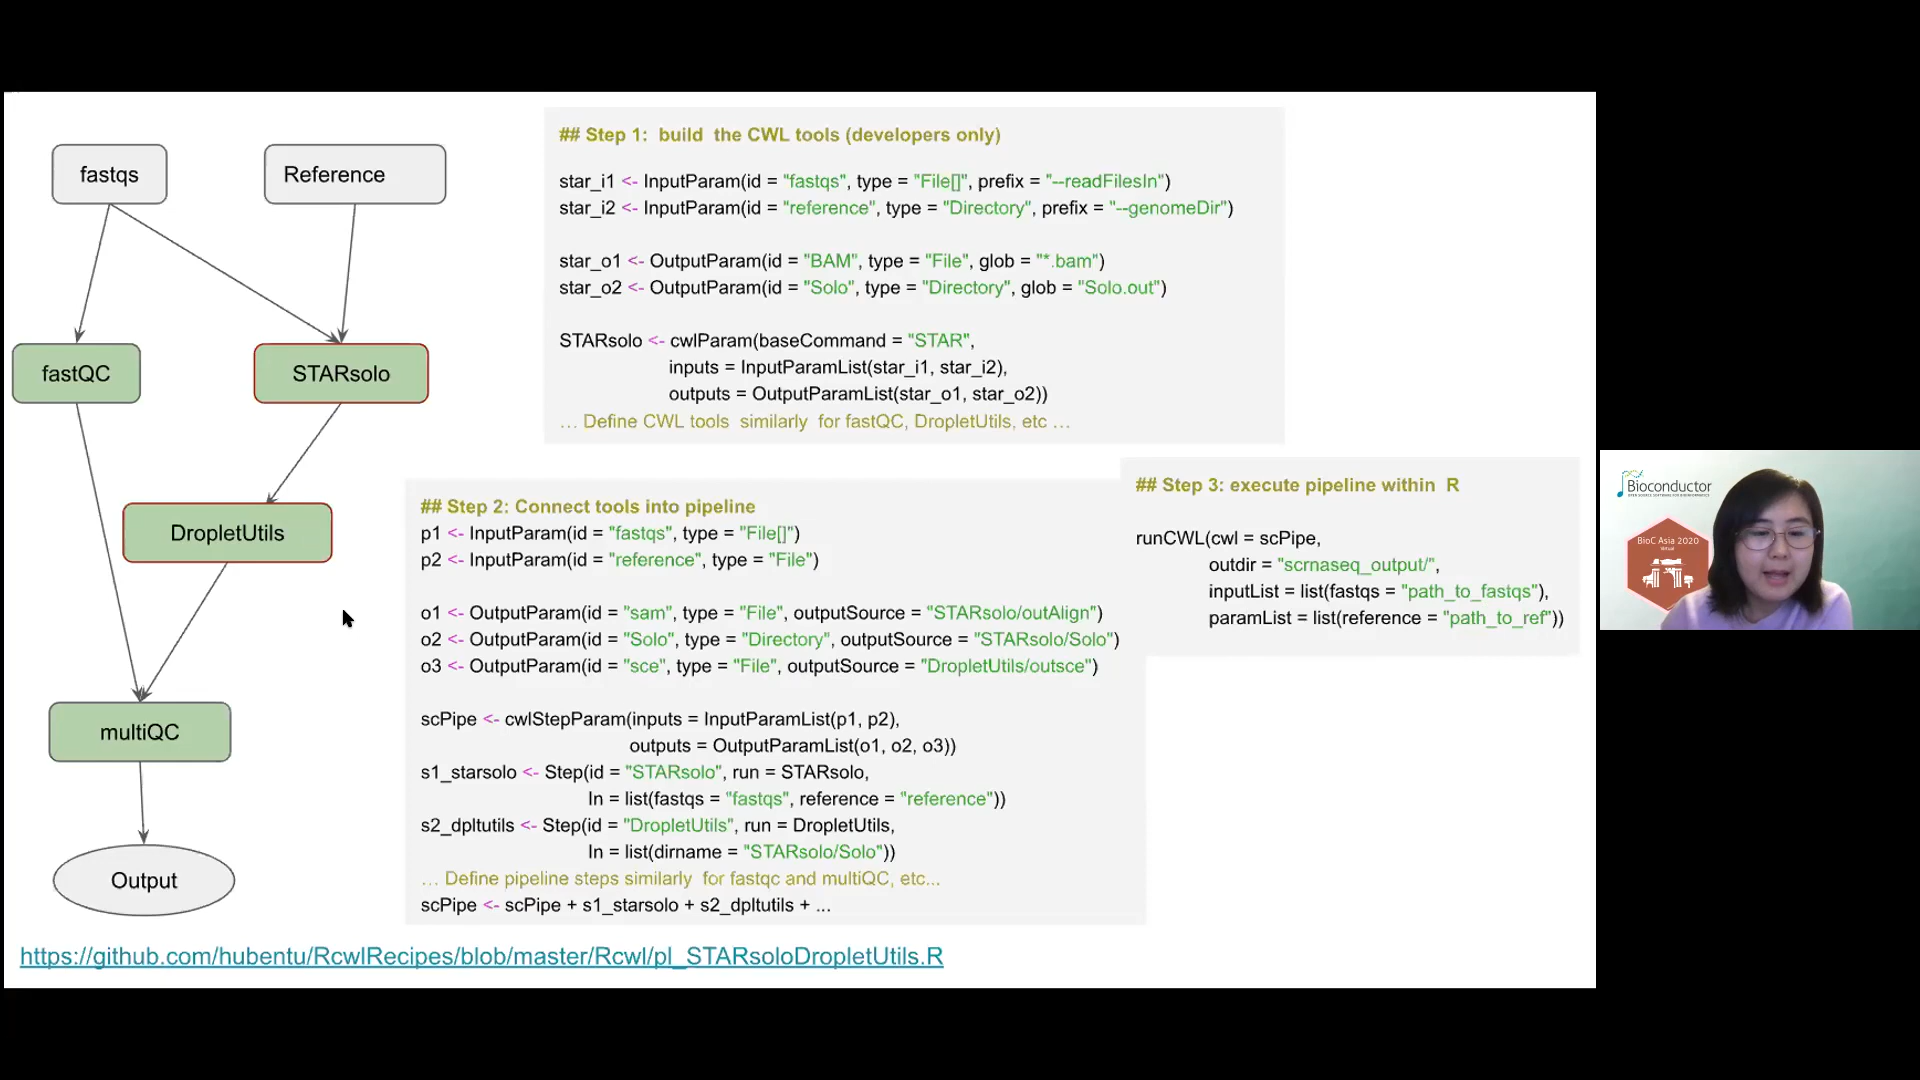 fastqs
Reference
fastQC
STARsolo
DropletUtils
multiQC
Output
## Step 1:  build  the CWL tools (developers only)
star_i1 <- InputParam(id = "fastqs", type = "File[]", prefix = "--readFilesIn")
star_i2 <- InputParam(id = "reference", type = "Directory", prefix = "--genomeDir")
star_o1 <- OutputParam(id = "BAM", type = "File", glob = "*.bam")
star_o2 <- OutputParam(id = "Solo", type = "Directory", glob = "Solo.out")
STARsolo <- cwlParam(baseCommand = "STAR",
inputs = InputParamList(star_i1, star_i2),
outputs = OutputParamList(star_o1, star_o2))
… Define CWL tools  similarly  for fastQC, DropletUtils, etc …
## Step 2: Connect tools into pipeline
p1 <- InputParam(id = "fastqs", type = "File[]")
p2 <- InputParam(id = "reference", type = "File")
o1 <- OutputParam(id = "sam", type = "File", outputSource = "STARsolo/outAlign")
o2 <- OutputParam(id = "Solo", type = "Directory", outputSource = "STARsolo/Solo")
o3 <- OutputParam(id = "sce", type = "File", outputSource = "DropletUtils/outsce")
scPipe <- cwlStepParam(inputs = InputParamList(p1, p2),
outputs = OutputParamList(o1, o2, o3))
s1_starsolo <- Step(id = "STARsolo", run = STARsolo,
In = list(fastqs = "fastqs", reference = "reference"))
s2_dpltutils <- Step(id = "DropletUtils", run = DropletUtils,
In = list(dirname = "STARsolo/Solo"))
… Define pipeline steps similarly  for fastqc and multiQC, etc...
scPipe <- scPipe + s1_starsolo + s2_dpltutils + ...
## Step 3: execute pipeline within  R
runCWL(cwl = scPipe,
outdir = "scrnaseq_output/",
inputList = list(fastqs = "path_to_fastqs"),
paramList = list(reference = "path_to_ref"))
https://github.com/hubentu/RcwlRecipes/blob/master/Rcwl/pl_STARsoloDropletUtils.R
Bioconductor
OPEN SOURCE SOFTWARE FOR BIOINFORMATICS
BioC Asia 2020
Virtual